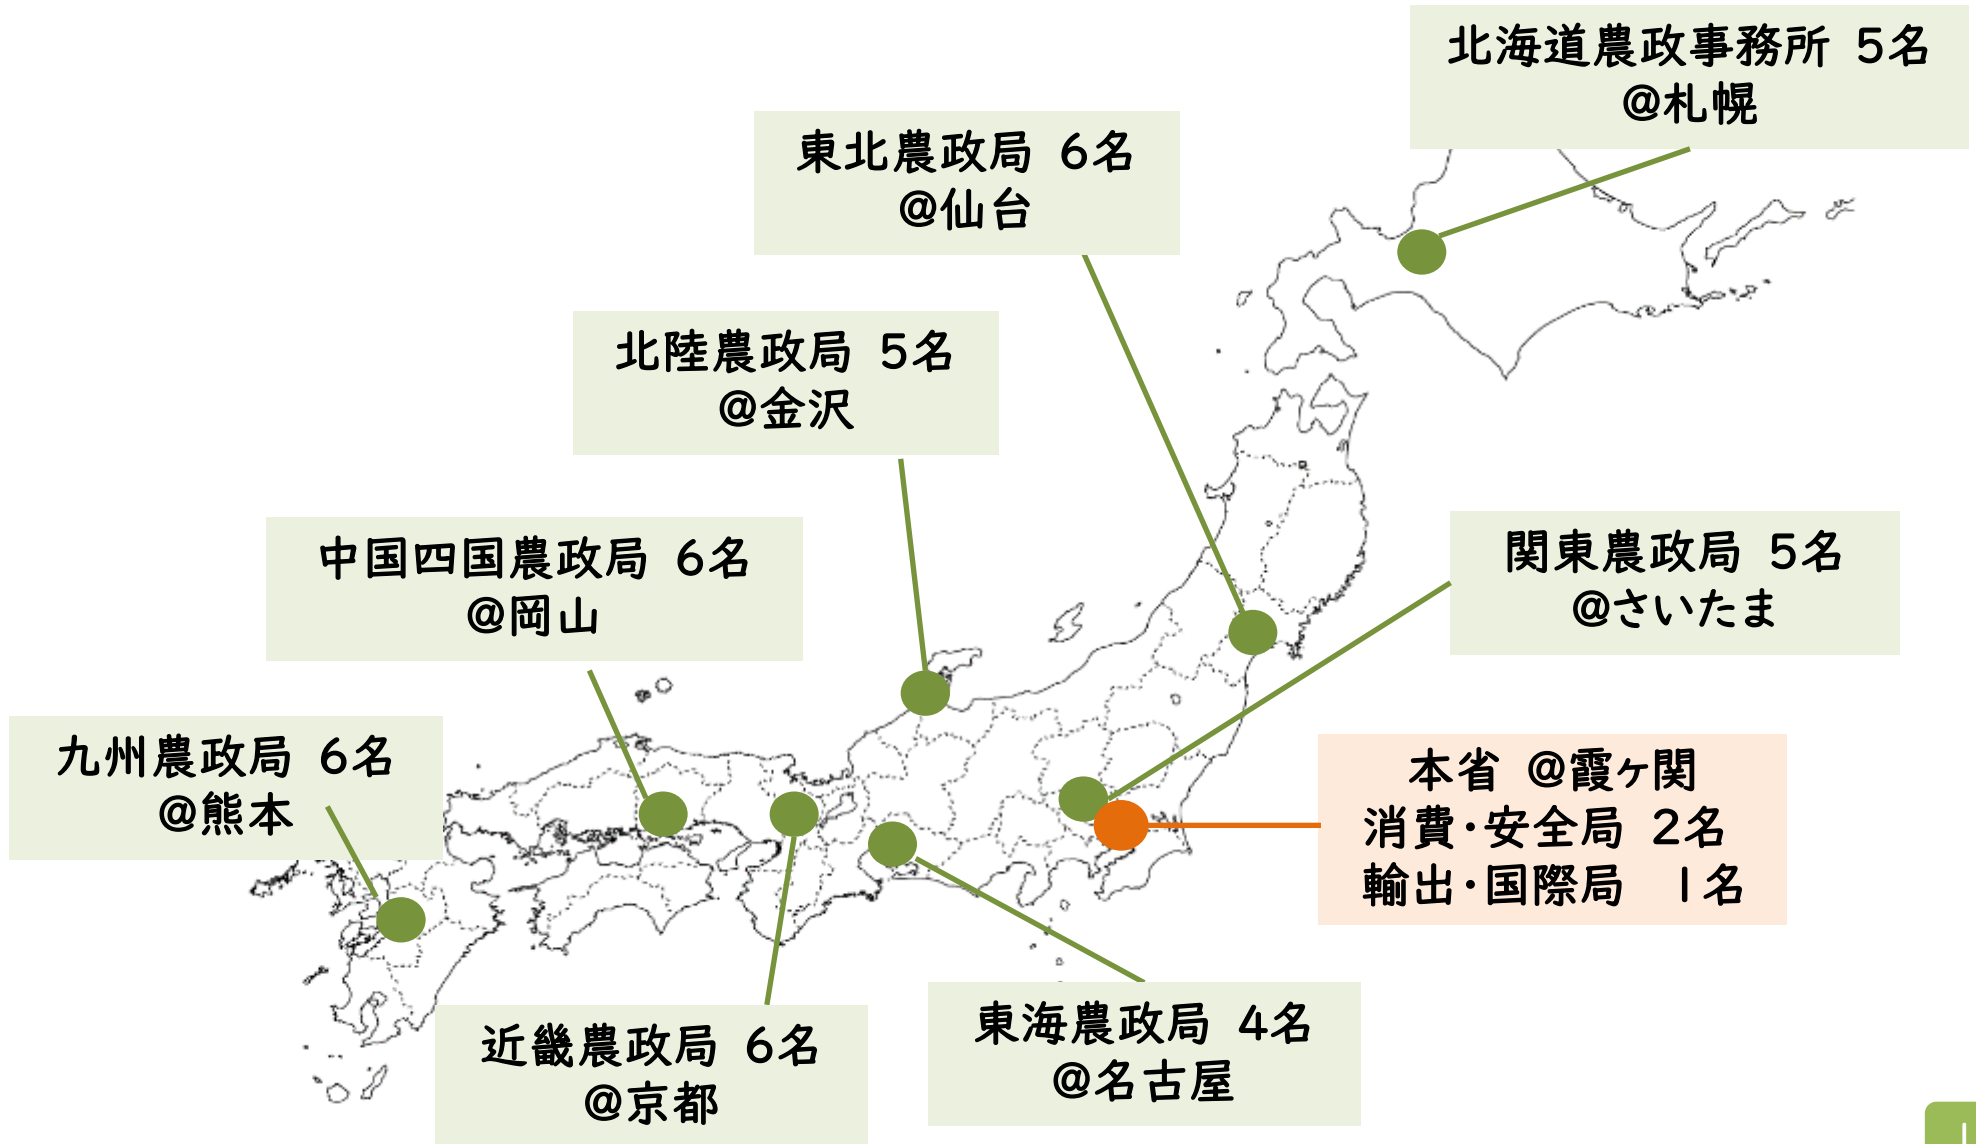 北海道農政事務所 5名
@札幌
東北農政局 6名
@仙台
北陸農政局 5名
@金沢
中国四国農政局 6名
@岡山
関東農政局 5名
@さいたま
九州農政局 6名
@熊本
本省 @霞ヶ関
消費・安全局 2名
輸出・国際局 1名
近畿農政局 6名
@京都
東海農政局 4名
@名古屋